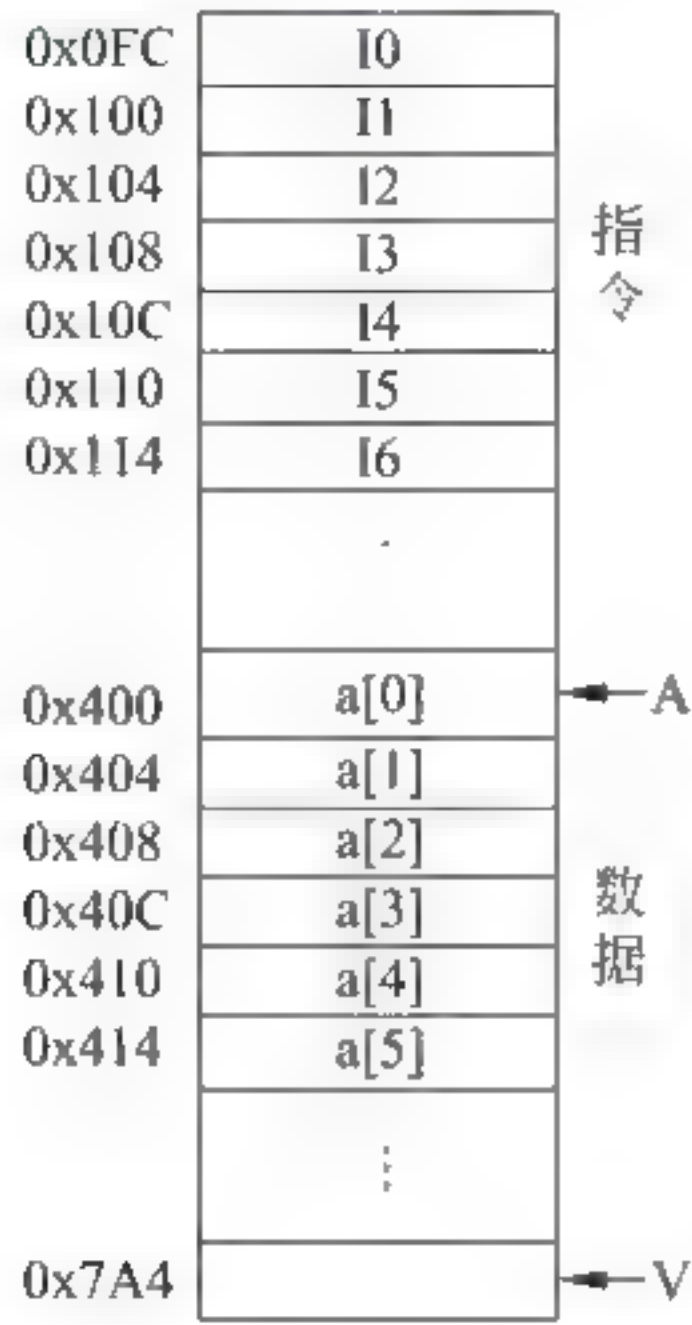 0x0FC I0
0x100 I1
0x104 I2
0x108 I3
0x10C I4
0x110 I5
0x114 I6
指令
0x400 a[0] A
0x404 a[1]
0x408 a[2]
0x40C a[3]
0x410 a[4]
0x414 a[5]
数据
⋮
0x7A4 V